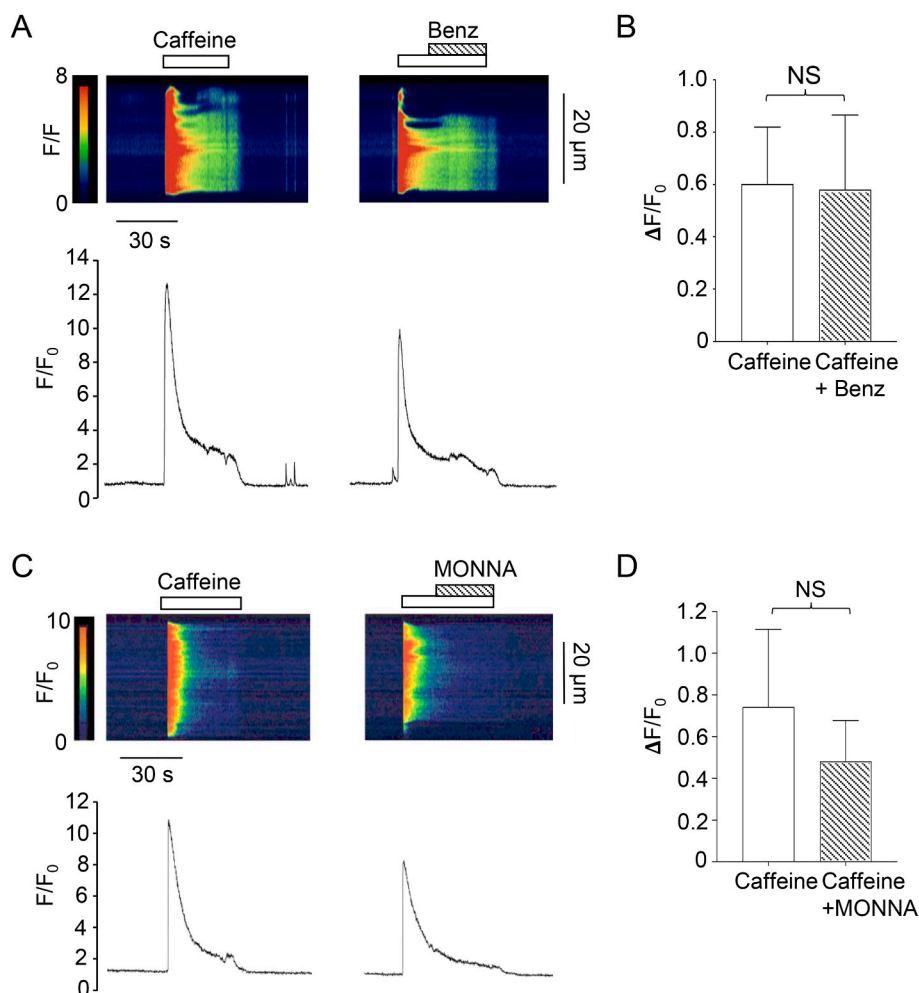 A
Caffeine
Benz
8
F/F
0
20 µm
30 s
14
12
10
8
6
4
2
0
F/F0
B
NS
1.0
0.8
0.6
0.4
0.2
0
ΔF/F0
Caffeine Caffeine
+ Benz
C
Caffeine
MONNA
10
F/F0
0
20 µm
30 s
12
10
8
6
4
2
0
F/F0
D
NS
1.2
1.0
0.8
0.6
0.4
0.2
0
ΔF/F0
Caffeine Caffeine
+MONNA